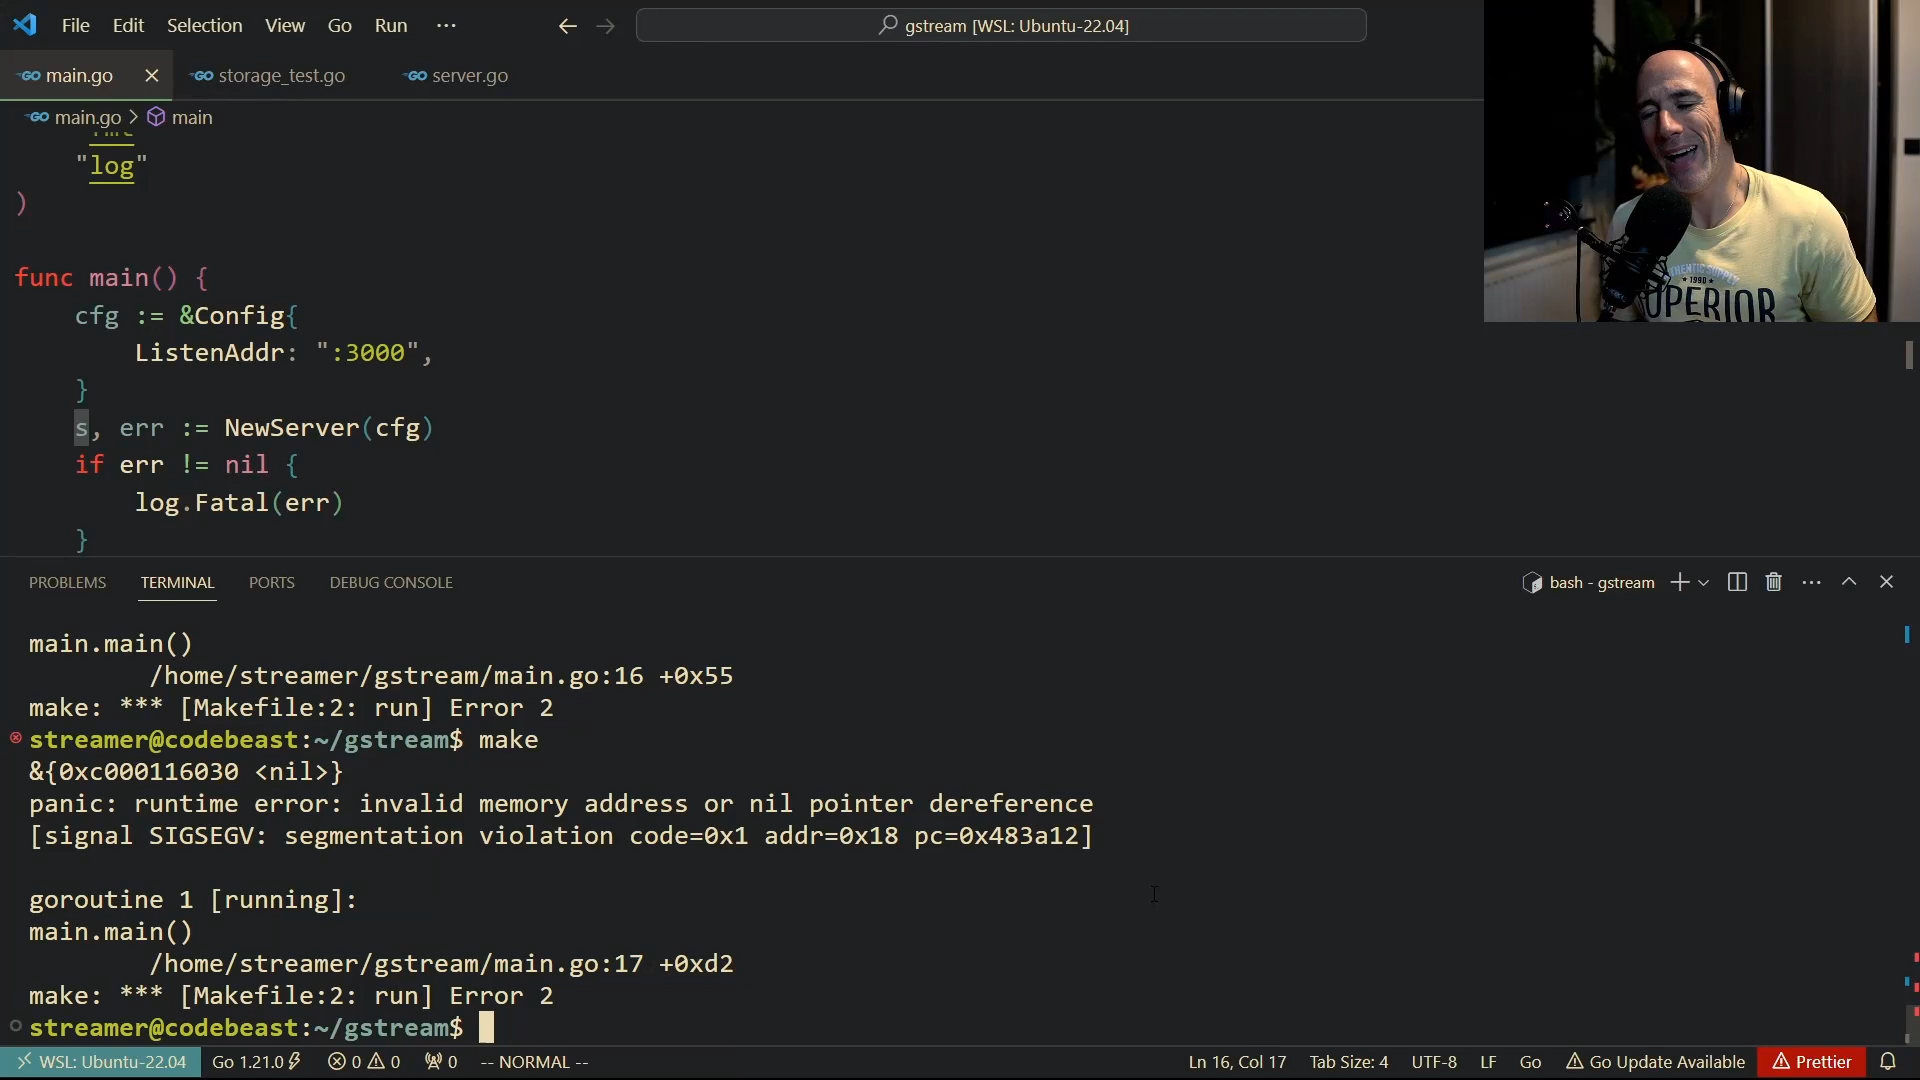 File Edit Selection View Go Run ···
gstream [WSL: Ubuntu-22.04]
main.go storage_test.go server.go
main.go > main
"log"
)
func main() {
cfg := &Config{
ListenAddr: ":3000",
}
s, err := NewServer(cfg)
if err != nil {
log.Fatal(err)
}
AUTHENTIC SUPPLY
1990
SUPERIOR
PROBLEMS TERMINAL PORTS DEBUG CONSOLE
bash - gstream
main.main()
/home/streamer/gstream/main.go:16 +0x55
make: *** [Makefile:2: run] Error 2
streamer@codebeast:~/gstream$ make
&{0xc000116030 <nil>}
panic: runtime error: invalid memory address or nil pointer dereference
[signal SIGSEGV: segmentation violation code=0x1 addr=0x18 pc=0x483a12]
goroutine 1 [running]:
main.main()
/home/streamer/gstream/main.go:17 +0xd2
make: *** [Makefile:2: run] Error 2
streamer@codebeast:~/gstream$
WSL: Ubuntu-22.04 Go 1.21.0 0 0 0 -- NORMAL -- Ln 16, Col 17 Tab Size: 4 UTF-8 LF Go Go Update Available Prettier